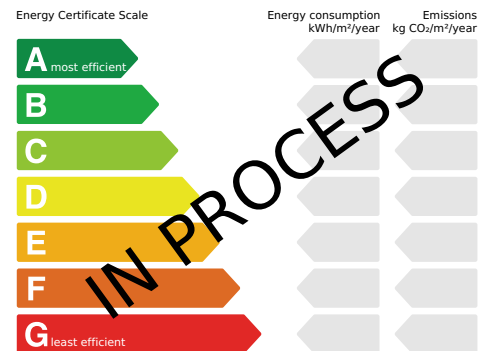 Energy Certificate Scale
Energy consumption
kWh/m²/year
Emissions
kg CO₂/m²/year
A most efficient
B
C
D
E
F
G least efficient
IN PROCESS